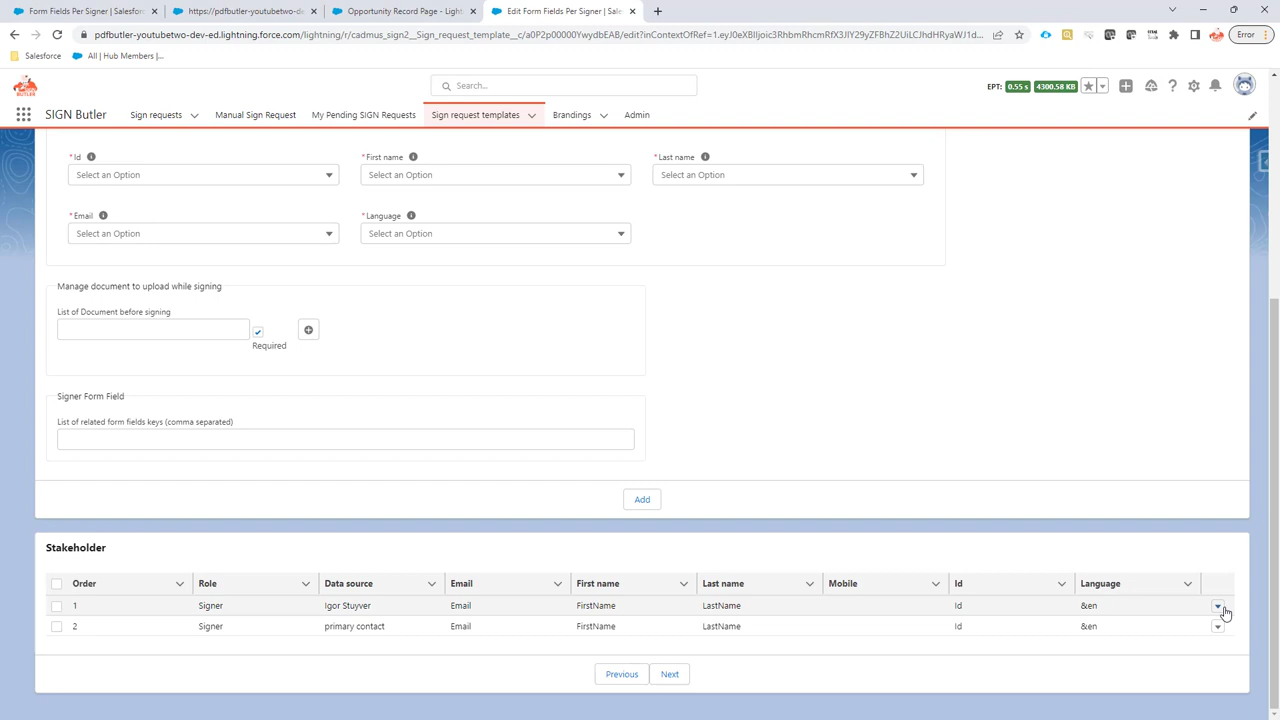 Form Fields Per Signer | Salesfor
https://pdfbutler-youtubetwo-de
Opportunity Record Page - Light
Edit Form Fields Per Signer | Sale
pdfbutler-youtubetwo-dev-ed.lightning.force.com/lightning/r/cadmus_sign2__Sign_request_template__c/
Error
Salesforce
All | Hub Members |...
Search...
EPT: 0.55 s 4300.58 KB
SIGN Butler
Sign requests
Manual Sign Request
My Pending SIGN Requests
Sign request templates
Brandings
Admin
* Id
* First name
* Last name
Select an Option
Select an Option
Select an Option
* Email
* Language
Select an Option
Select an Option
Manage document to upload while signing
List of Document before signing
Required
Signer Form Field
List of related form fields keys (comma separated)
Add
Stakeholder
Order Role Data source Email First name Last name Mobile Id Language
1 Signer Igor Stuyver Email FirstName LastName Id &en
2 Signer primary contact Email FirstName LastName Id &en
Previous
Next